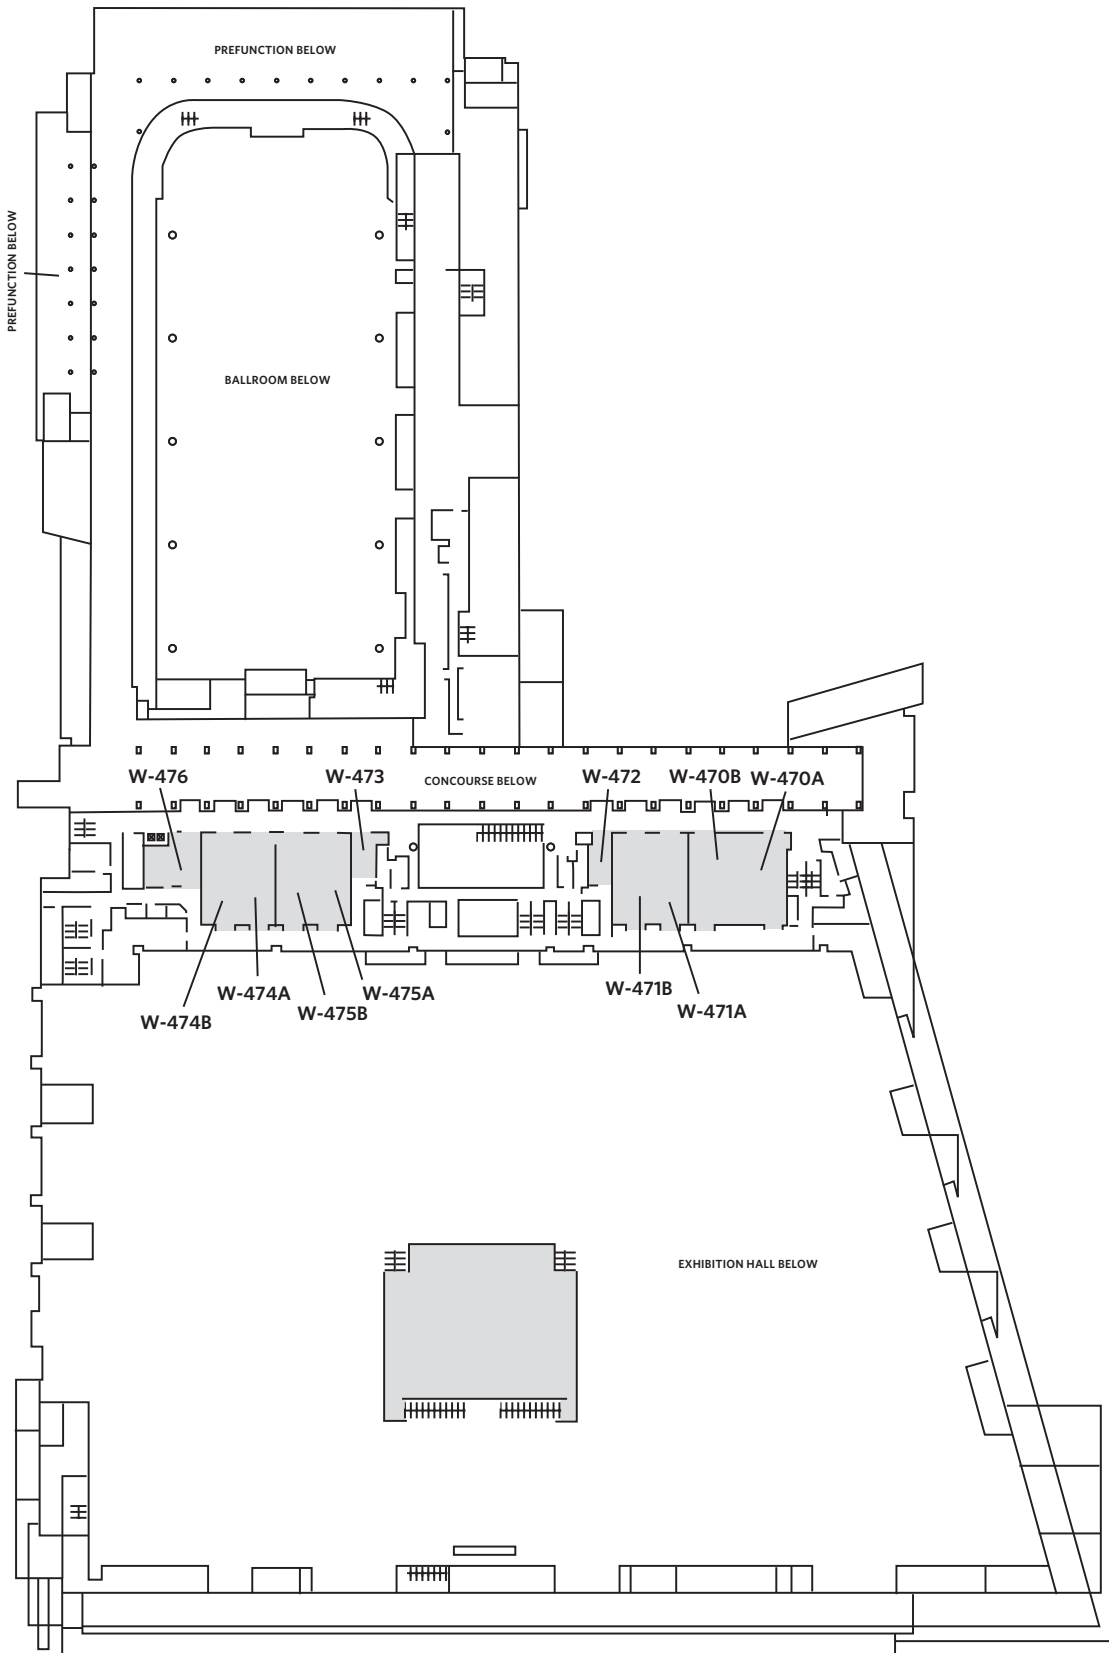 PREFUNCTION BELOW
PREFUNCTION BELOW
BALLROOM BELOW
W-476
W-473
CONCOURSE BELOW
W-472
W-470B
W-470A
W-474A
W-475A
W-471B
W-474B
W-475B
W-471A
EXHIBITION HALL BELOW